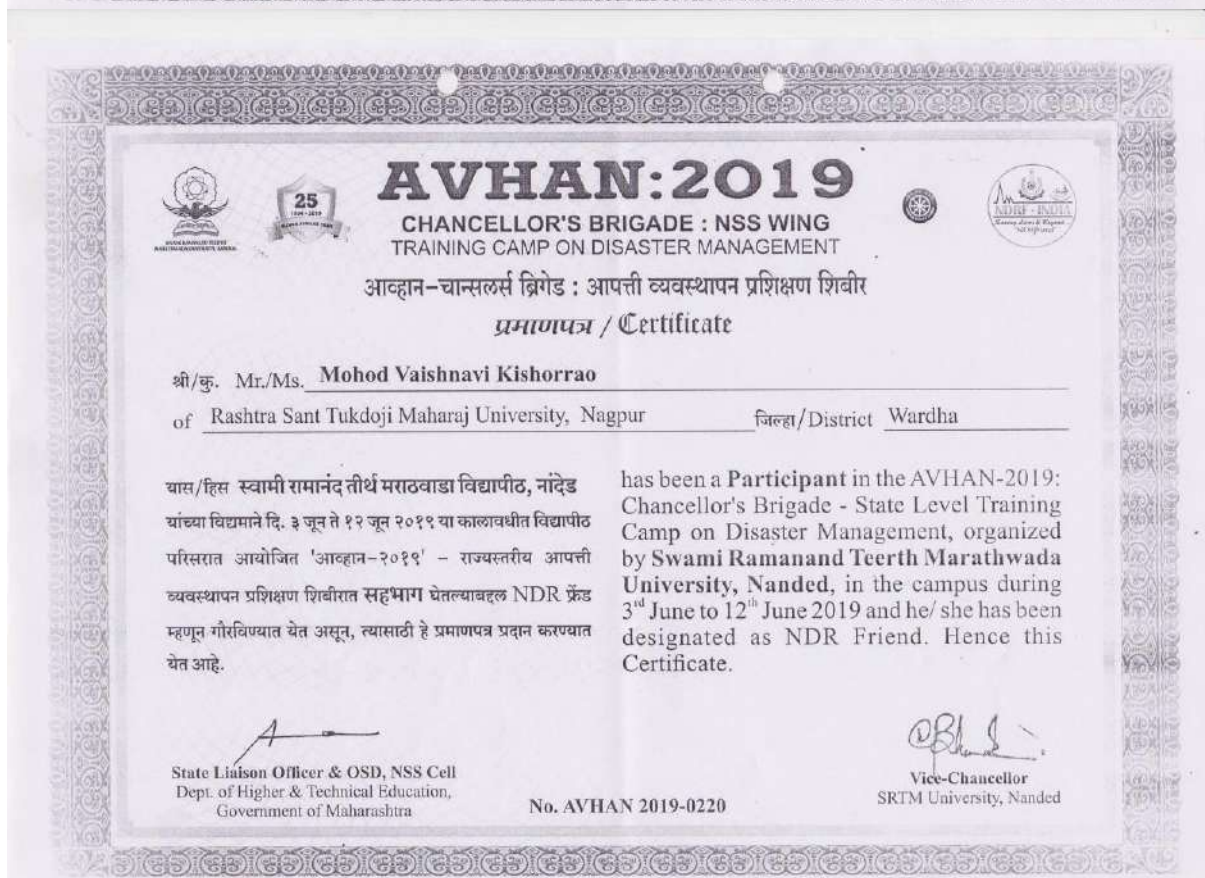 AVHAN:2019
25
CHANCELLOR'S BRIGADE : NSS WING
TRAINING CAMP ON DISASTER MANAGEMENT
NDRF - INDIA
आव्हान-चान्सलर्स ब्रिगेड : आपत्ती व्यवस्थापन प्रशिक्षण शिबीर
प्रमाणपत्र / Certificate
श्री/कु. Mr./Ms. Mohod Vaishnavi Kishorrao
of Rashtra Sant Tukdoji Maharaj University, Nagpur जिल्हा/District Wardha
यास/हिस स्वामी रामानंद तीर्थ मराठवाडा विद्यापीठ, नांदेड
यांच्या विद्यमाने दि. ३ जून ते १२ जून २०१९ या कालावधीत विद्यापीठ
परिसरात आयोजित 'आव्हान-२०१९' – राज्यस्तरीय आपत्ती
व्यवस्थापन प्रशिक्षण शिबीरात सहभाग घेतल्याबद्दल NDR फ्रेंड
म्हणून गौरविण्यात येत असून, त्यासाठी हे प्रमाणपत्र प्रदान करण्यात
येत आहे.
has been a Participant in the AVHAN-2019:
Chancellor's Brigade - State Level Training
Camp on Disaster Management, organized
by Swami Ramanand Teerth Marathwada
University, Nanded, in the campus during
3rd June to 12th June 2019 and he/ she has been
designated as NDR Friend. Hence this
Certificate.
State Liaison Officer & OSD, NSS Cell
Dept. of Higher & Technical Education,
Government of Maharashtra
No. AVHAN 2019-0220
Vice-Chancellor
SRTM University, Nanded